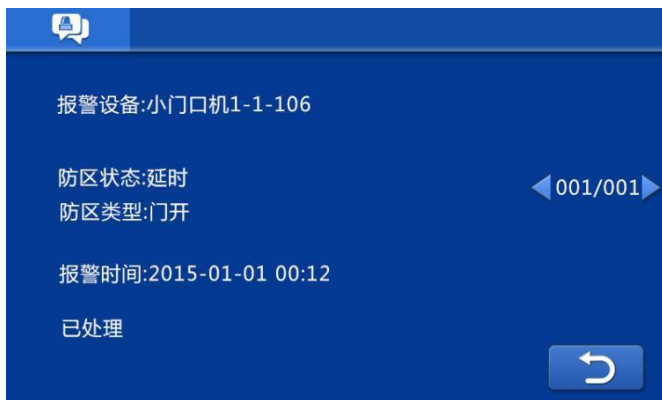 报警设备:小门口机1-1-106
防区状态:延时
001/001
防区类型:门开
报警时间:2015-01-01 00:12
已处理